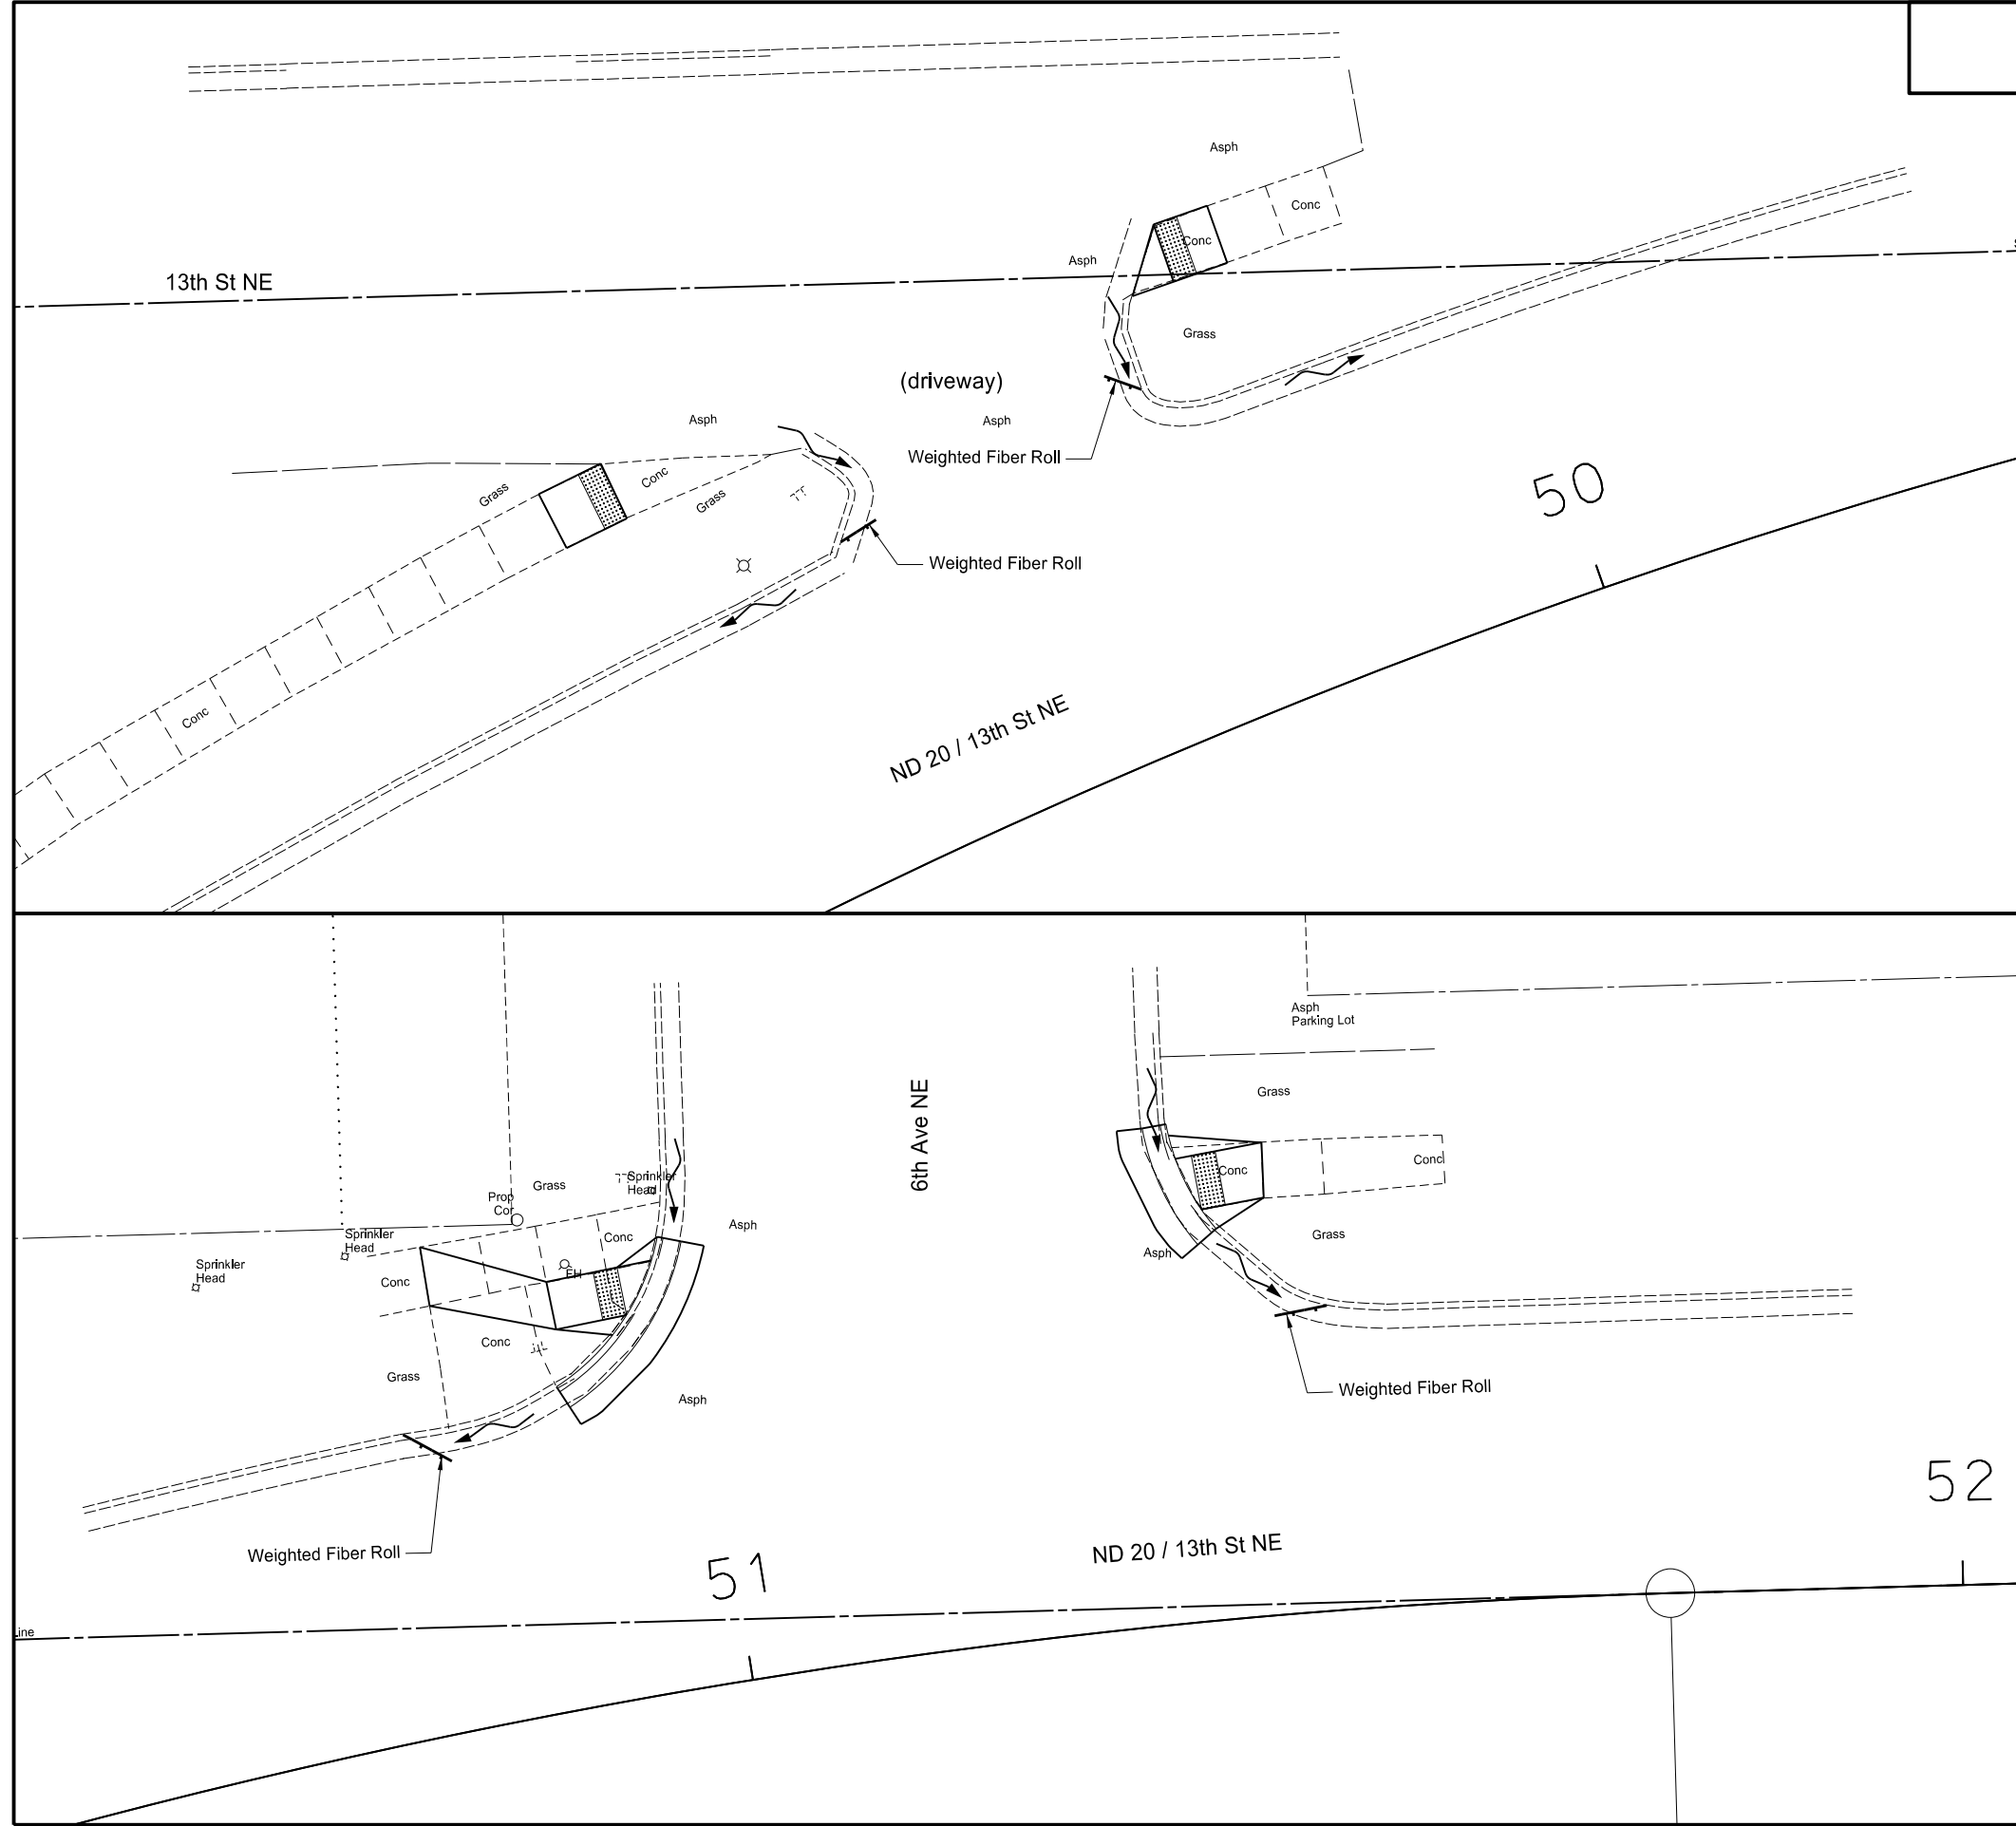 Asph
Conc
Conc
Asph
13th St NE
Grass
(driveway)
Asph
Asph
Weighted Fiber Roll
Conc
Grass
Grass
50
Weighted Fiber Roll
Conc
ND 20 / 13th St NE
Asph
Parking Lot
Grass
6th Ave NE
Conc
Conc
Sprinkler
Head
Grass
Prop
Cor
Asph
Conc
Sprinkler
Head
Grass
Asph
Sprinkler
Head
FH
Conc
Conc
Grass
Weighted Fiber Roll
Asph
52
ND 20 / 13th St NE
Weighted Fiber Roll
51
ine